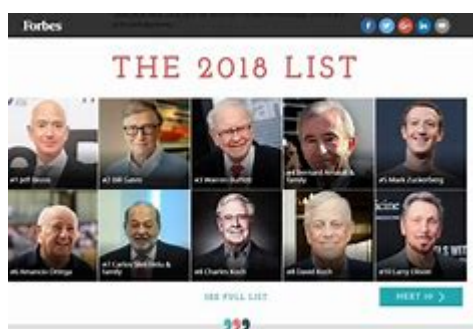 Forbes
THE 2018 LIST
#1 Jeff Bezos
#2 Bill Gates
#3 Warren Buffett
#4 Bernard Arnault &
family
#5 Mark Zuckerberg
#6 Amancio Ortega
#7 Carlos Slim Helu &
family
#8 Charles Koch
#8 David Koch
#10 Larry Ellison
SEE FULL LIST
NEXT 10 >